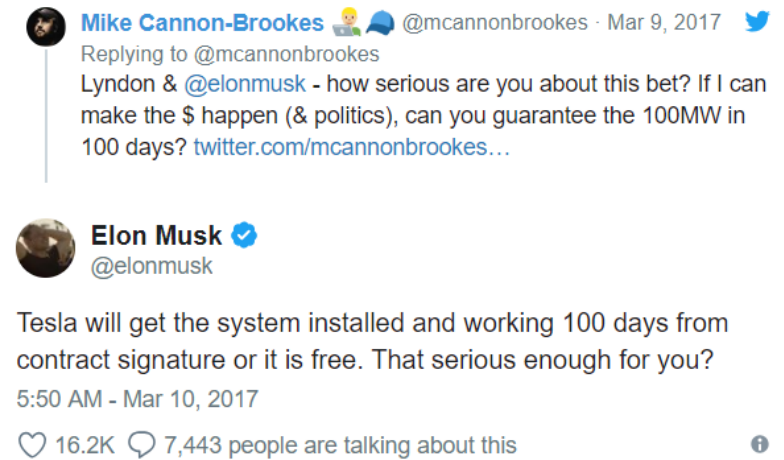 Mike Cannon-Brookes 👨🏼‍💻🧢 @mcannonbrookes · Mar 9, 2017
Replying to @mcannonbrookes
Lyndon & @elonmusk - how serious are you about this bet? If I can
make the $ happen (& politics), can you guarantee the 100MW in
100 days? twitter.com/mcannonbrookes…
Elon Musk
@elonmusk
Tesla will get the system installed and working 100 days from
contract signature or it is free. That serious enough for you?
5:50 AM - Mar 10, 2017
16.2K 7,443 people are talking about this